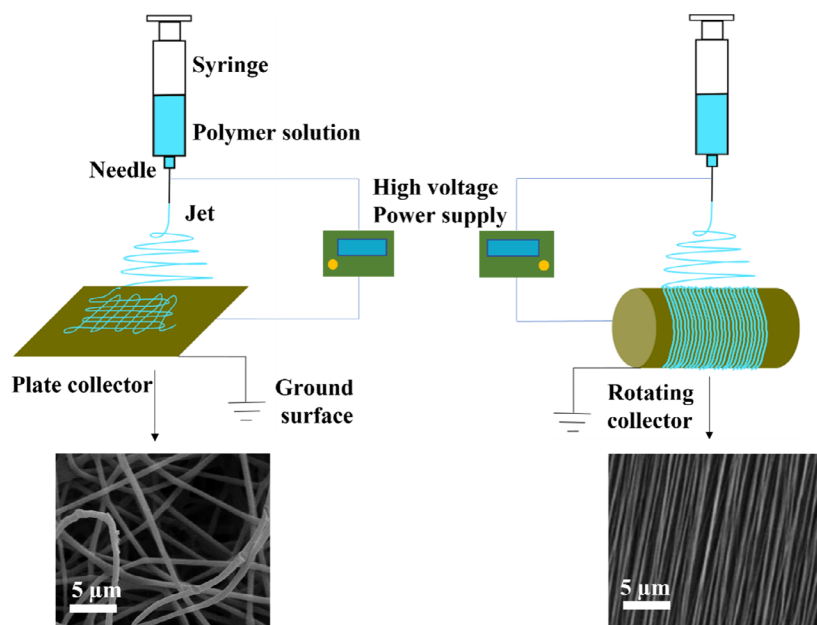 Syringe
Polymer solution
Needle
High voltage
Power supply
Jet
Plate collector
Ground
surface
Rotating
collector
5 µm
5 µm